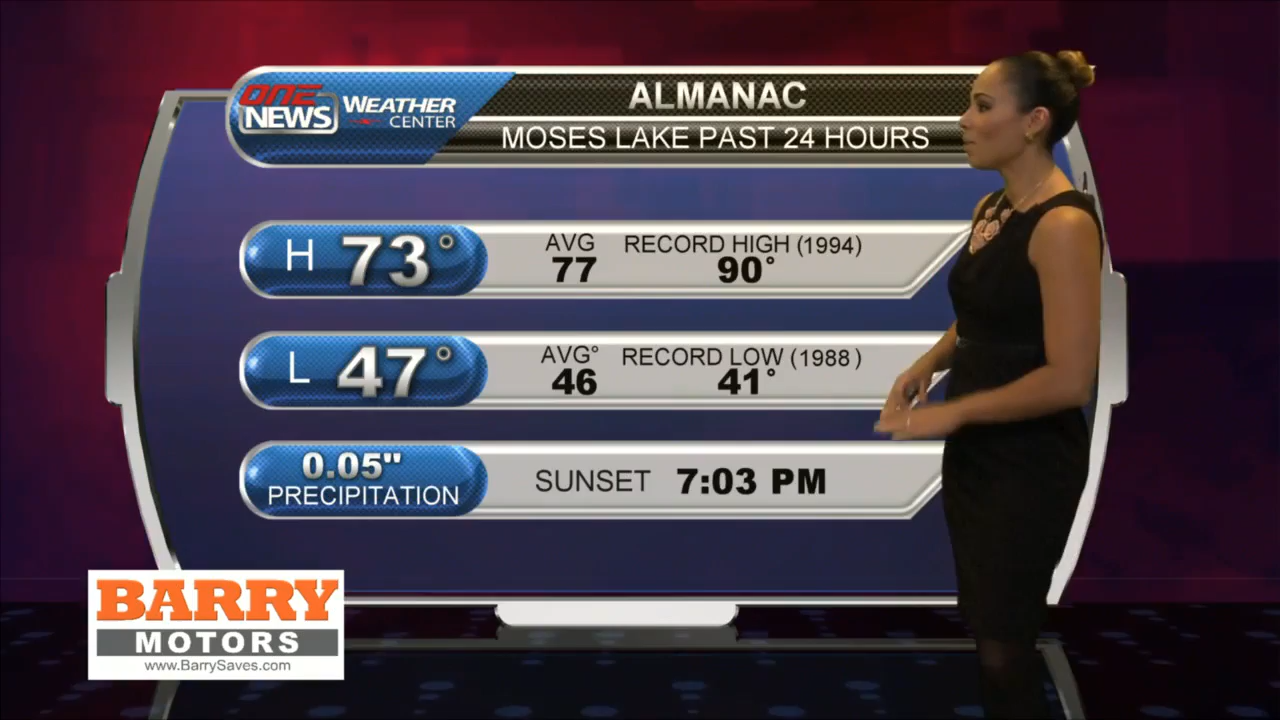 ONE
NEWS
WEATHER
CENTER
ALMANAC
MOSES LAKE PAST 24 HOURS
H 73°
AVG
77
RECORD HIGH (1994)
90°
L 47°
AVG°
46
RECORD LOW (1988)
41°
0.05"
PRECIPITATION
SUNSET 7:03 PM
BARRY
MOTORS
www.BarrySaves.com